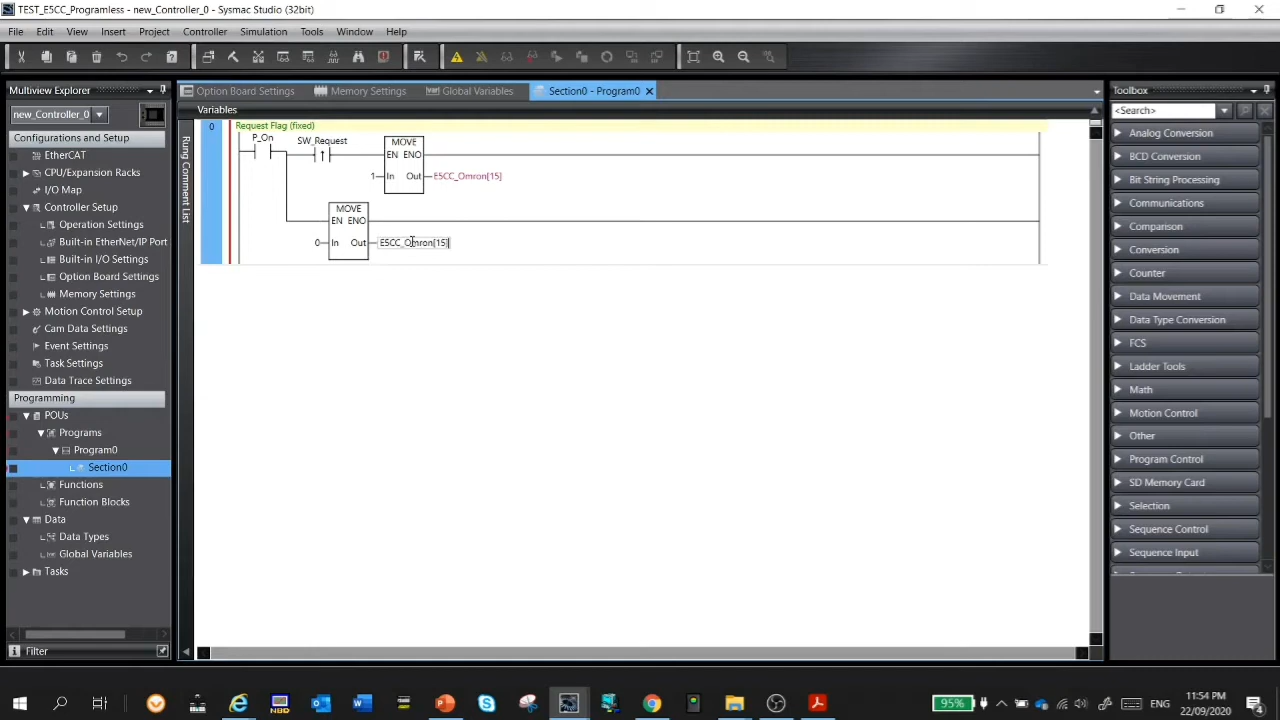 TEST_E5CC_Programless - new_Controller_0 - Sysmac Studio (32bit)
File Edit View Insert Project Controller Simulation Tools Window Help
Multiview Explorer
new_Controller_0
Configurations and Setup
EtherCAT
CPU/Expansion Racks
I/O Map
Controller Setup
Operation Settings
Built-in EtherNet/IP Port
Built-in I/O Settings
Option Board Settings
Memory Settings
Motion Control Setup
Cam Data Settings
Event Settings
Task Settings
Data Trace Settings
Programming
POUs
Programs
Program0
Section0
Functions
Function Blocks
Data
Data Types
Global Variables
Tasks
Filter
Option Board Settings Memory Settings Global Variables Section0 - Program0
Variables
Rung Comment List
0
Request Flag (fixed)
P_On SW_Request MOVE
EN ENO
1 In Out E5CC_Omron[15]
MOVE
EN ENO
0 In Out E5CC_Omron[15]
Toolbox
<Search>
Analog Conversion
BCD Conversion
Bit String Processing
Communications
Comparison
Conversion
Counter
Data Movement
Data Type Conversion
FCS
Ladder Tools
Math
Motion Control
Other
Program Control
SD Memory Card
Selection
Sequence Control
Sequence Input
95%
ENG
11:54 PM
22/09/2020